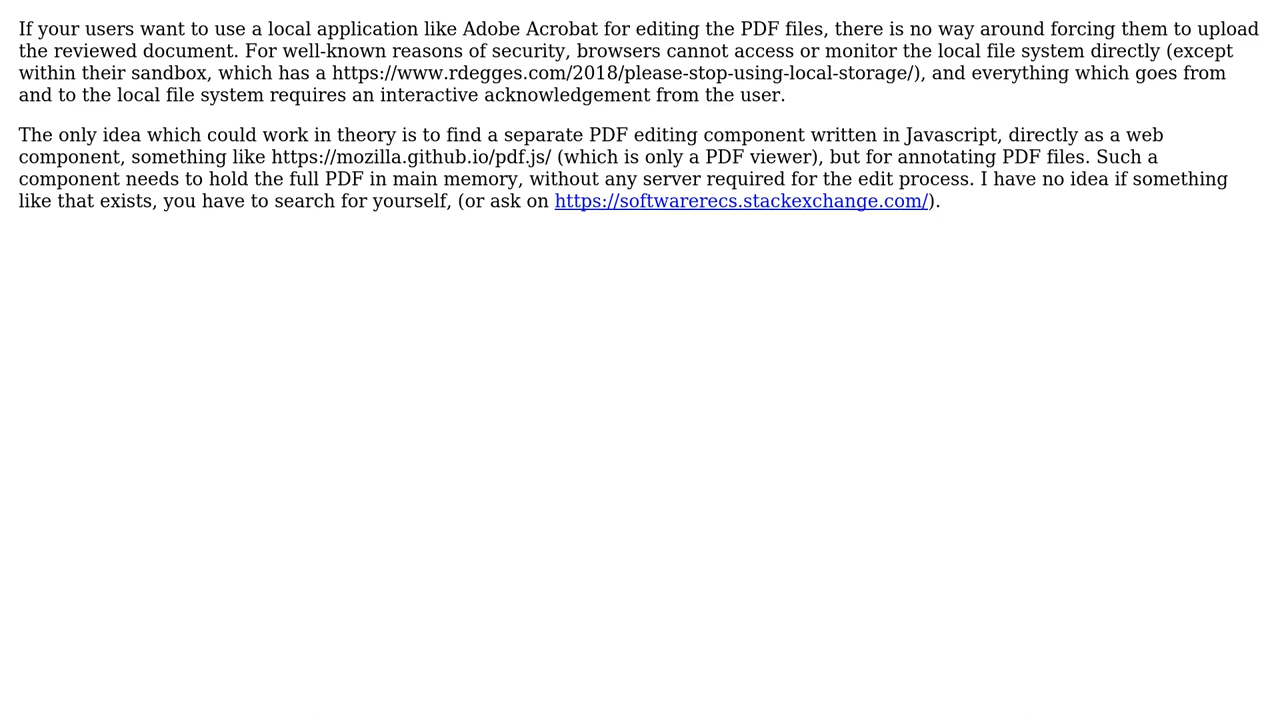 If your users want to use a local application like Adobe Acrobat for editing the PDF files, there is no way around forcing them to upload
the reviewed document. For well-known reasons of security, browsers cannot access or monitor the local file system directly (except
within their sandbox, which has a https://www.rdegges.com/2018/please-stop-using-local-storage/), and everything which goes from
and to the local file system requires an interactive acknowledgement from the user.
The only idea which could work in theory is to find a separate PDF editing component written in Javascript, directly as a web
component, something like https://mozilla.github.io/pdf.js/ (which is only a PDF viewer), but for annotating PDF files. Such a
component needs to hold the full PDF in main memory, without any server required for the edit process. I have no idea if something
like that exists, you have to search for yourself, (or ask on https://softwarerecs.stackexchange.com/).